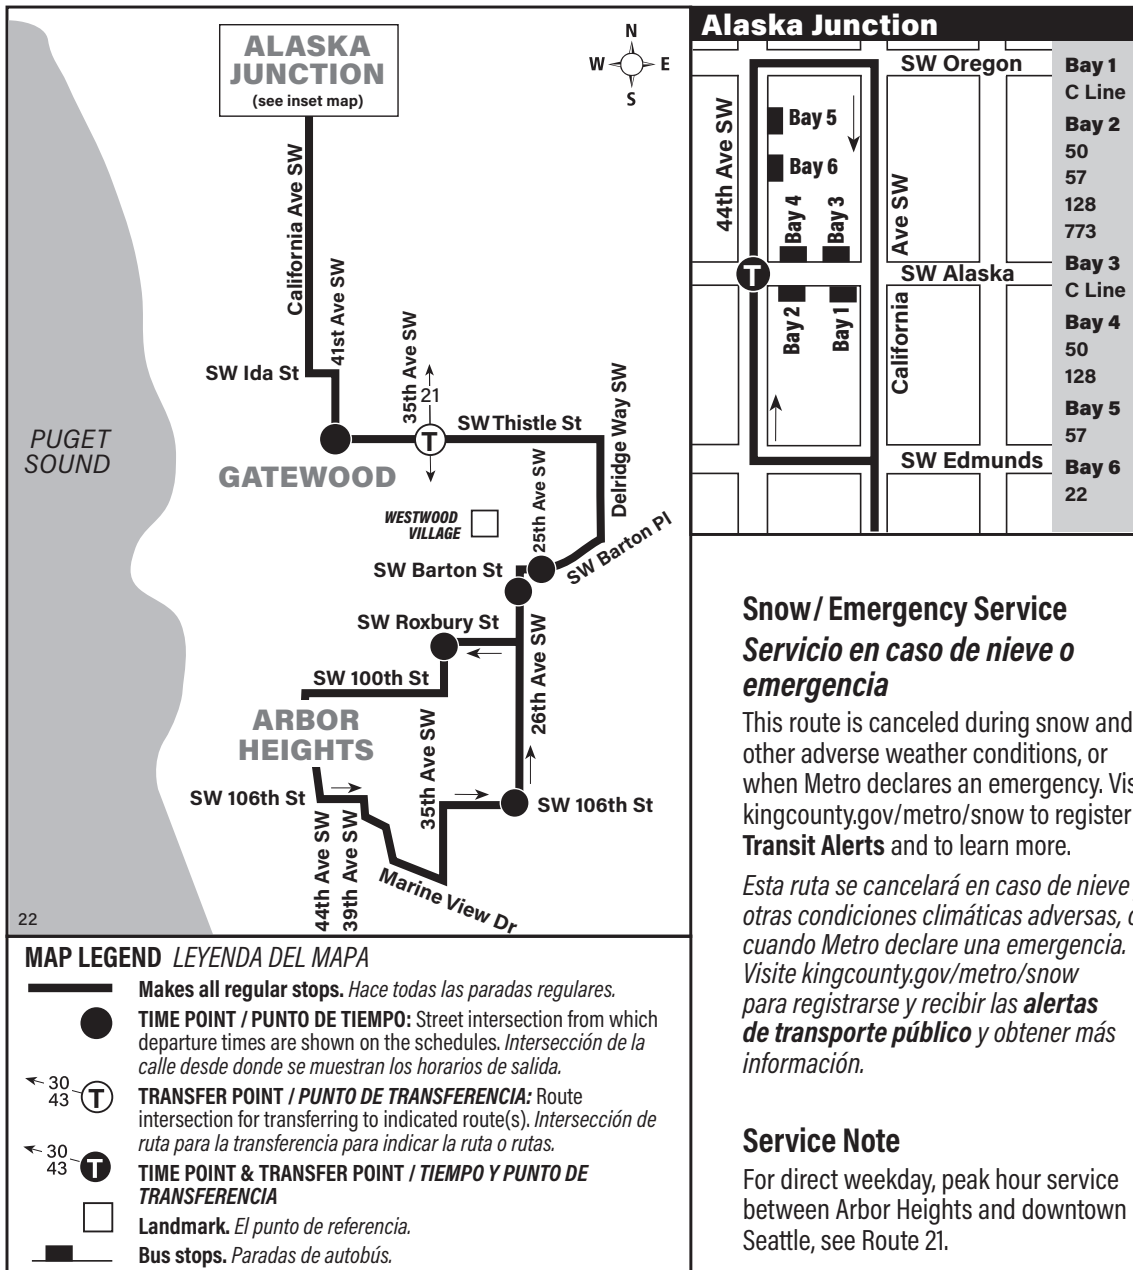 ALASKA
JUNCTION
(see inset map)
N
W
E
S
California Ave SW
41st Ave SW
SW Ida St
35th Ave SW
21
T
SW Thistle St
Delridge Way SW
GATEWOOD
PUGET
SOUND
WESTWOOD
VILLAGE
25th Ave SW
SW Barton St
SW Barton Pl
SW Roxbury St
26th Ave SW
SW 100th St
ARBOR
HEIGHTS
35th Ave SW
SW 106th St
SW 106th St
44th Ave SW
39th Ave SW
Marine View Dr
22
MAP LEGEND LEYENDA DEL MAPA
Makes all regular stops. Hace todas las paradas regulares.
TIME POINT / PUNTO DE TIEMPO: Street intersection from which
departure times are shown on the schedules. Intersección de la
calle desde donde se muestran los horarios de salida.
30
43
T
TRANSFER POINT / PUNTO DE TRANSFERENCIA: Route
intersection for transferring to indicated route(s). Intersección de
ruta para la transferencia para indicar la ruta o rutas.
30
43
T
TIME POINT & TRANSFER POINT / TIEMPO Y PUNTO DE
TRANSFERENCIA
Landmark. El punto de referencia.
Bus stops. Paradas de autobús.
Alaska Junction
SW Oregon
44th Ave SW
Bay 5
Bay 6
Bay 4
Bay 3
Ave SW
T
SW Alaska
Bay 2
Bay 1
California
SW Edmunds
Bay 1
C Line
Bay 2
50
57
128
773
Bay 3
C Line
Bay 4
50
128
Bay 5
57
Bay 6
22
Snow / Emergency Service
Servicio en caso de nieve o
emergencia
This route is canceled during snow and
other adverse weather conditions, or
when Metro declares an emergency. Vis
kingcounty.gov/metro/snow to register
Transit Alerts and to learn more.
Esta ruta se cancelará en caso de nieve
otras condiciones climáticas adversas,
cuando Metro declare una emergencia.
Visite kingcounty.gov/metro/snow
para registrarse y recibir las alertas
de transporte público y obtener más
información.
Service Note
For direct weekday, peak hour service
between Arbor Heights and downtown
Seattle, see Route 21.